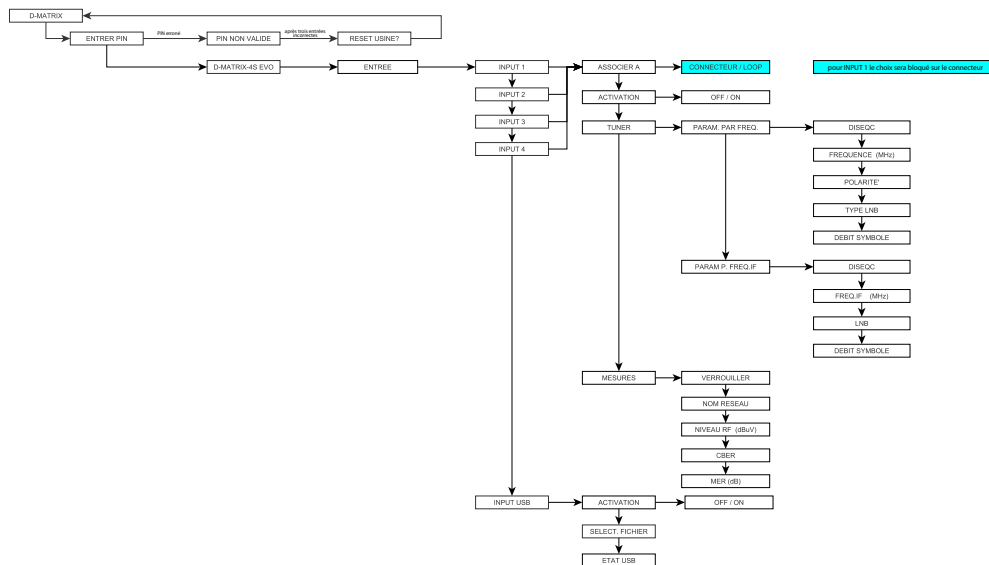 D-MATRIX
ENTRER PIN
PIN erroné
PIN NON VALIDE
après trois entrées
incorrectes
RESET USINE?
D-MATRIX-4S EVO
ENTREE
INPUT 1
ASSOCIER A
CONNECTEUR / LOOP
pour INPUT 1 le choix sera bloqué sur le connecteur
INPUT 2
ACTIVATION
OFF / ON
INPUT 3
TUNER
PARAM. PAR FREQ.
DISEQC
INPUT 4
FREQUENCE (MHz)
POLARITE'
TYPE LNB
DEBIT SYMBOLE
PARAM P. FREQ.IF
DISEQC
FREQ.IF (MHz)
LNB
DEBIT SYMBOLE
MESURES
VERROUILLER
NOM RESEAU
NIVEAU RF (dBuV)
CBER
MER (dB)
INPUT USB
ACTIVATION
OFF / ON
SELECT. FICHIER
ETAT USB